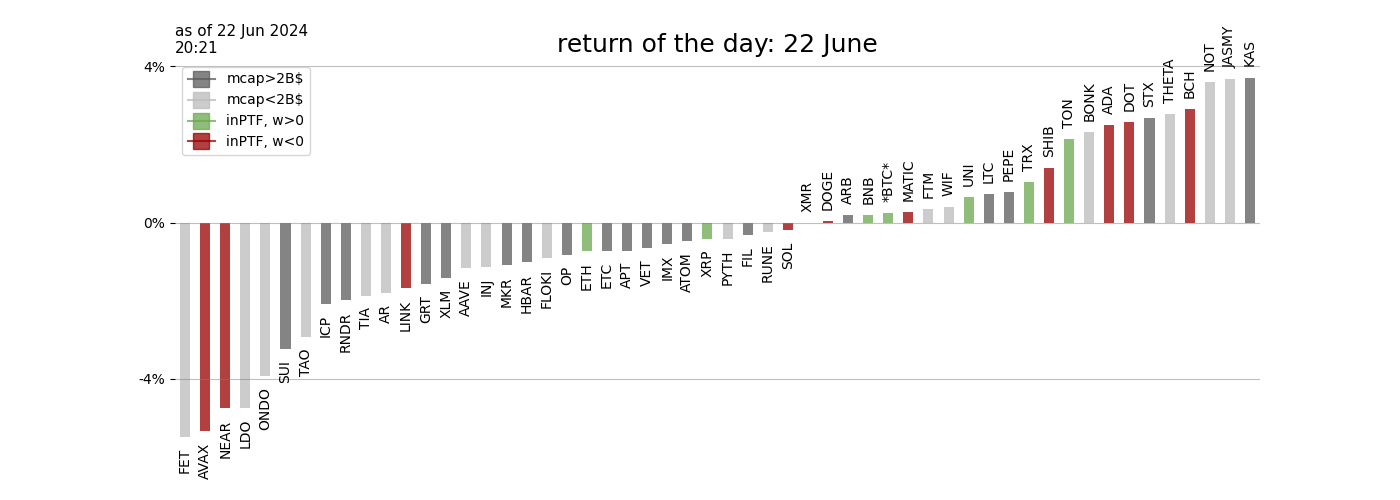 as of 22 Jun 2024
20:21
return of the day: 22 June
4%
0%
-4%
mcap>2B$
mcap<2B$
inPTF, w>0
inPTF, w<0
FET
AVAX
NEAR
LDO
ONDO
SUI
TAO
ICP
RNDR
TIA
AR
LINK
GRT
XLM
AAVE
INJ
MKR
HBAR
FLOKI
OP
ETH
ETC
APT
VET
IMX
ATOM
XRP
PYTH
FIL
RUNE
SOL
XMR
DOGE
ARB
BNB
*BTC*
MATIC
FTM
WIF
UNI
LTC
PEPE
TRX
SHIB
TON
BONK
ADA
DOT
STX
THETA
BCH
NOT
JASMY
KAS